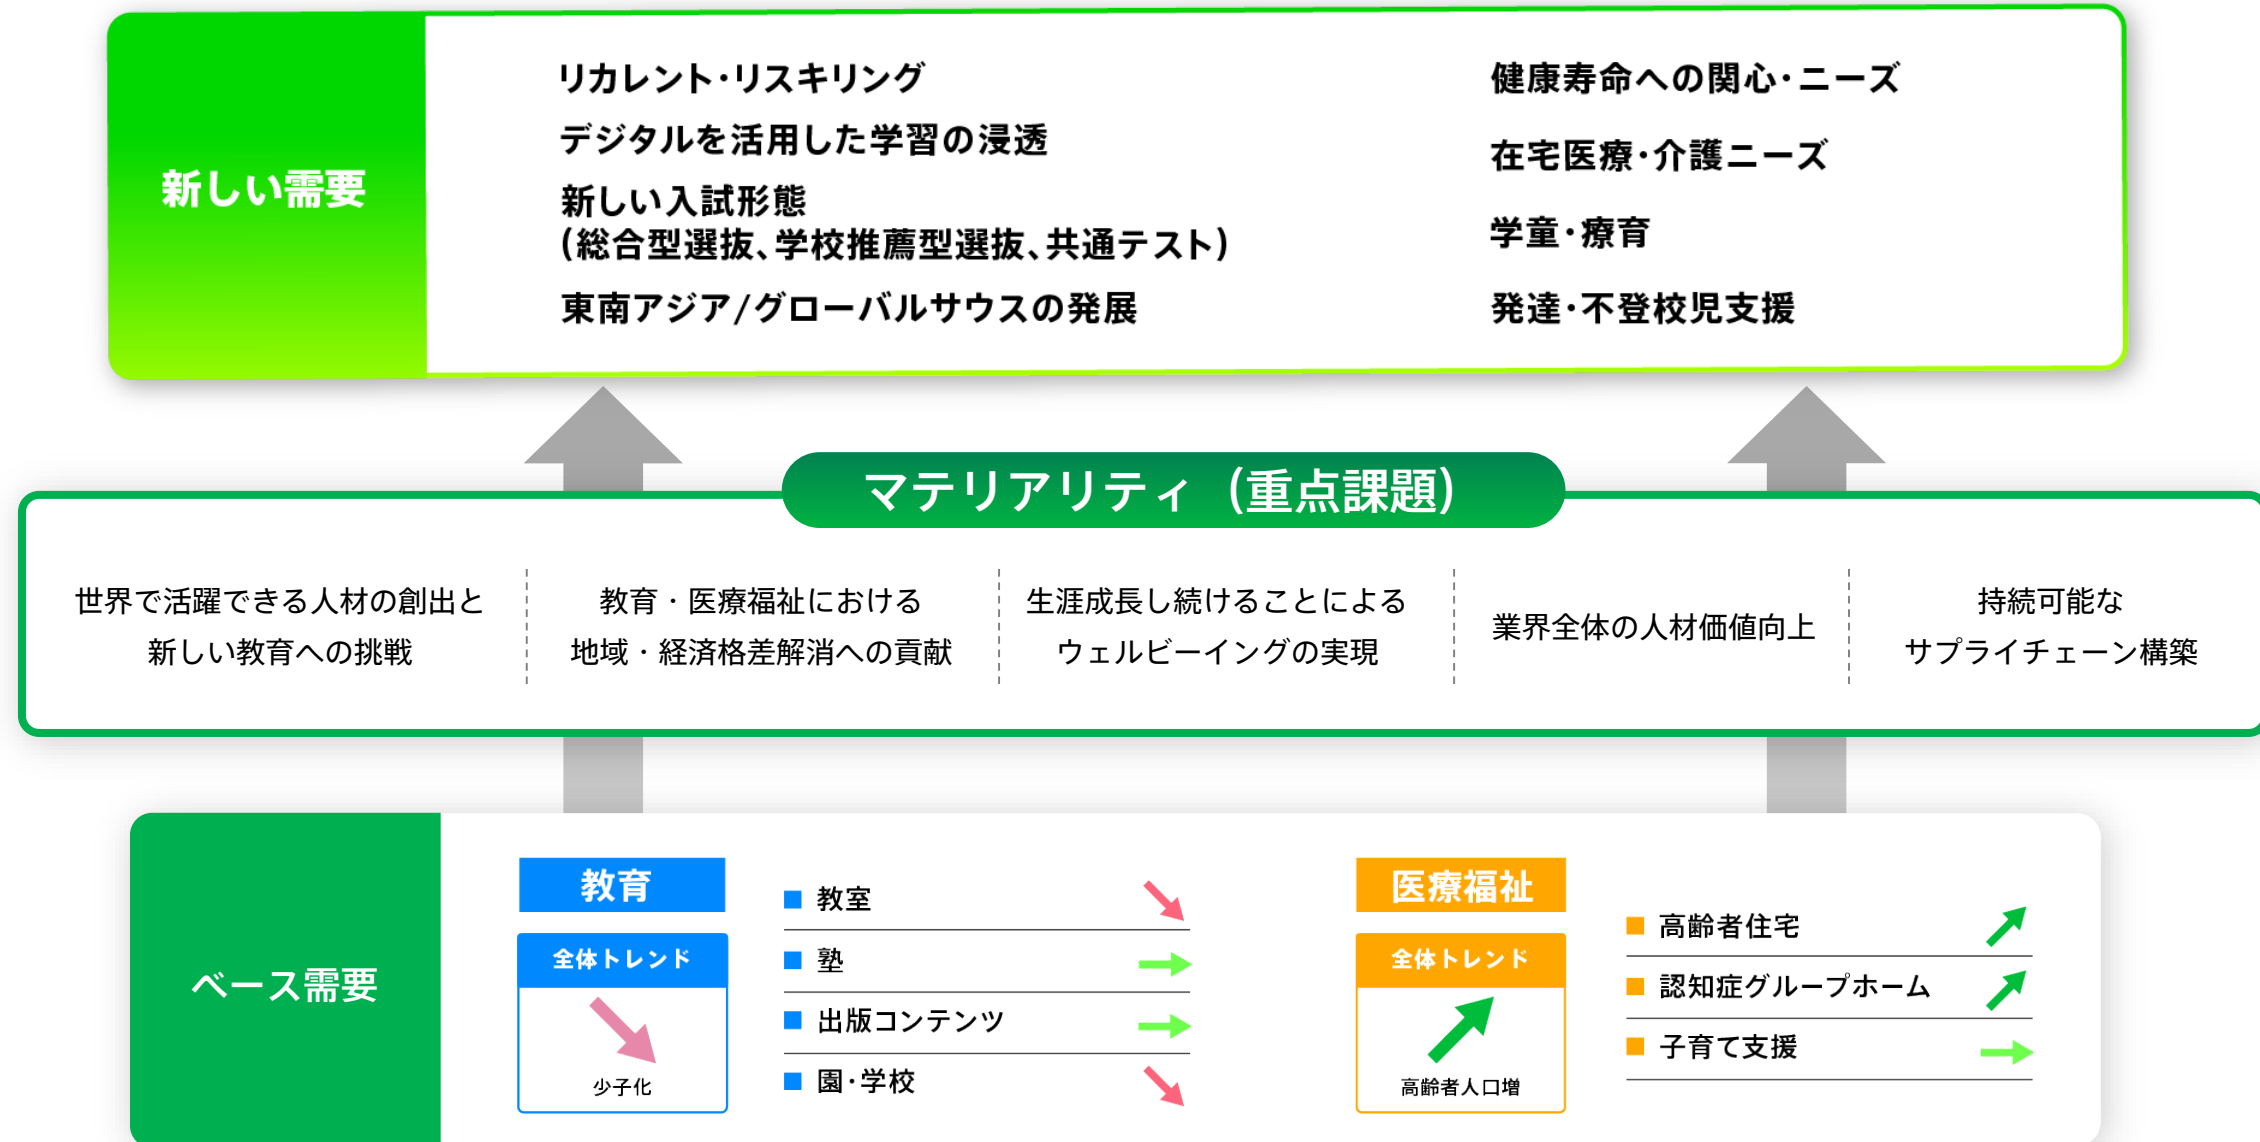 新しい需要
リカレント・リスキリング
デジタルを活用した学習の浸透
新しい入試形態
(総合型選抜、学校推薦型選抜、共通テスト)
東南アジア/グローバルサウスの発展
健康寿命への関心・ニーズ
在宅医療・介護ニーズ
学童・療育
発達・不登校児支援
マテリアリティ（重点課題）
世界で活躍できる人材の創出と
新しい教育への挑戦
教育・医療福祉における
地域・経済格差解消への貢献
生涯成長し続けることによる
ウェルビーイングの実現
業界全体の人材価値向上
持続可能な
サプライチェーン構築
ベース需要
教育
全体トレンド
少子化
教室
塾
出版コンテンツ
園・学校
医療福祉
全体トレンド
高齢者人口増
高齢者住宅
認知症グループホーム
子育て支援